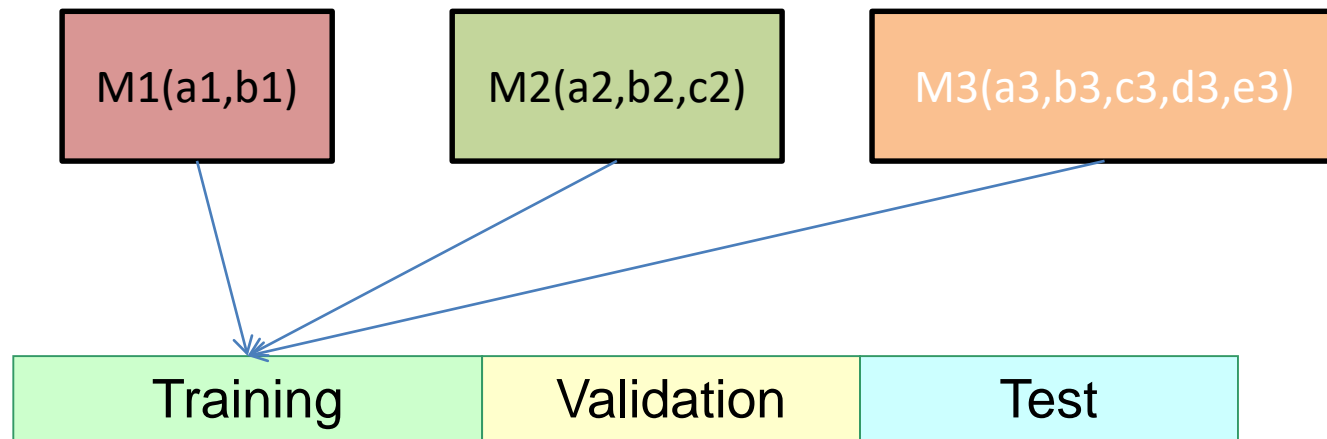 M1(a1,b1)
M2(a2,b2,c2)
M3(a3,b3,c3,d3,e3)
Training
Validation
Test